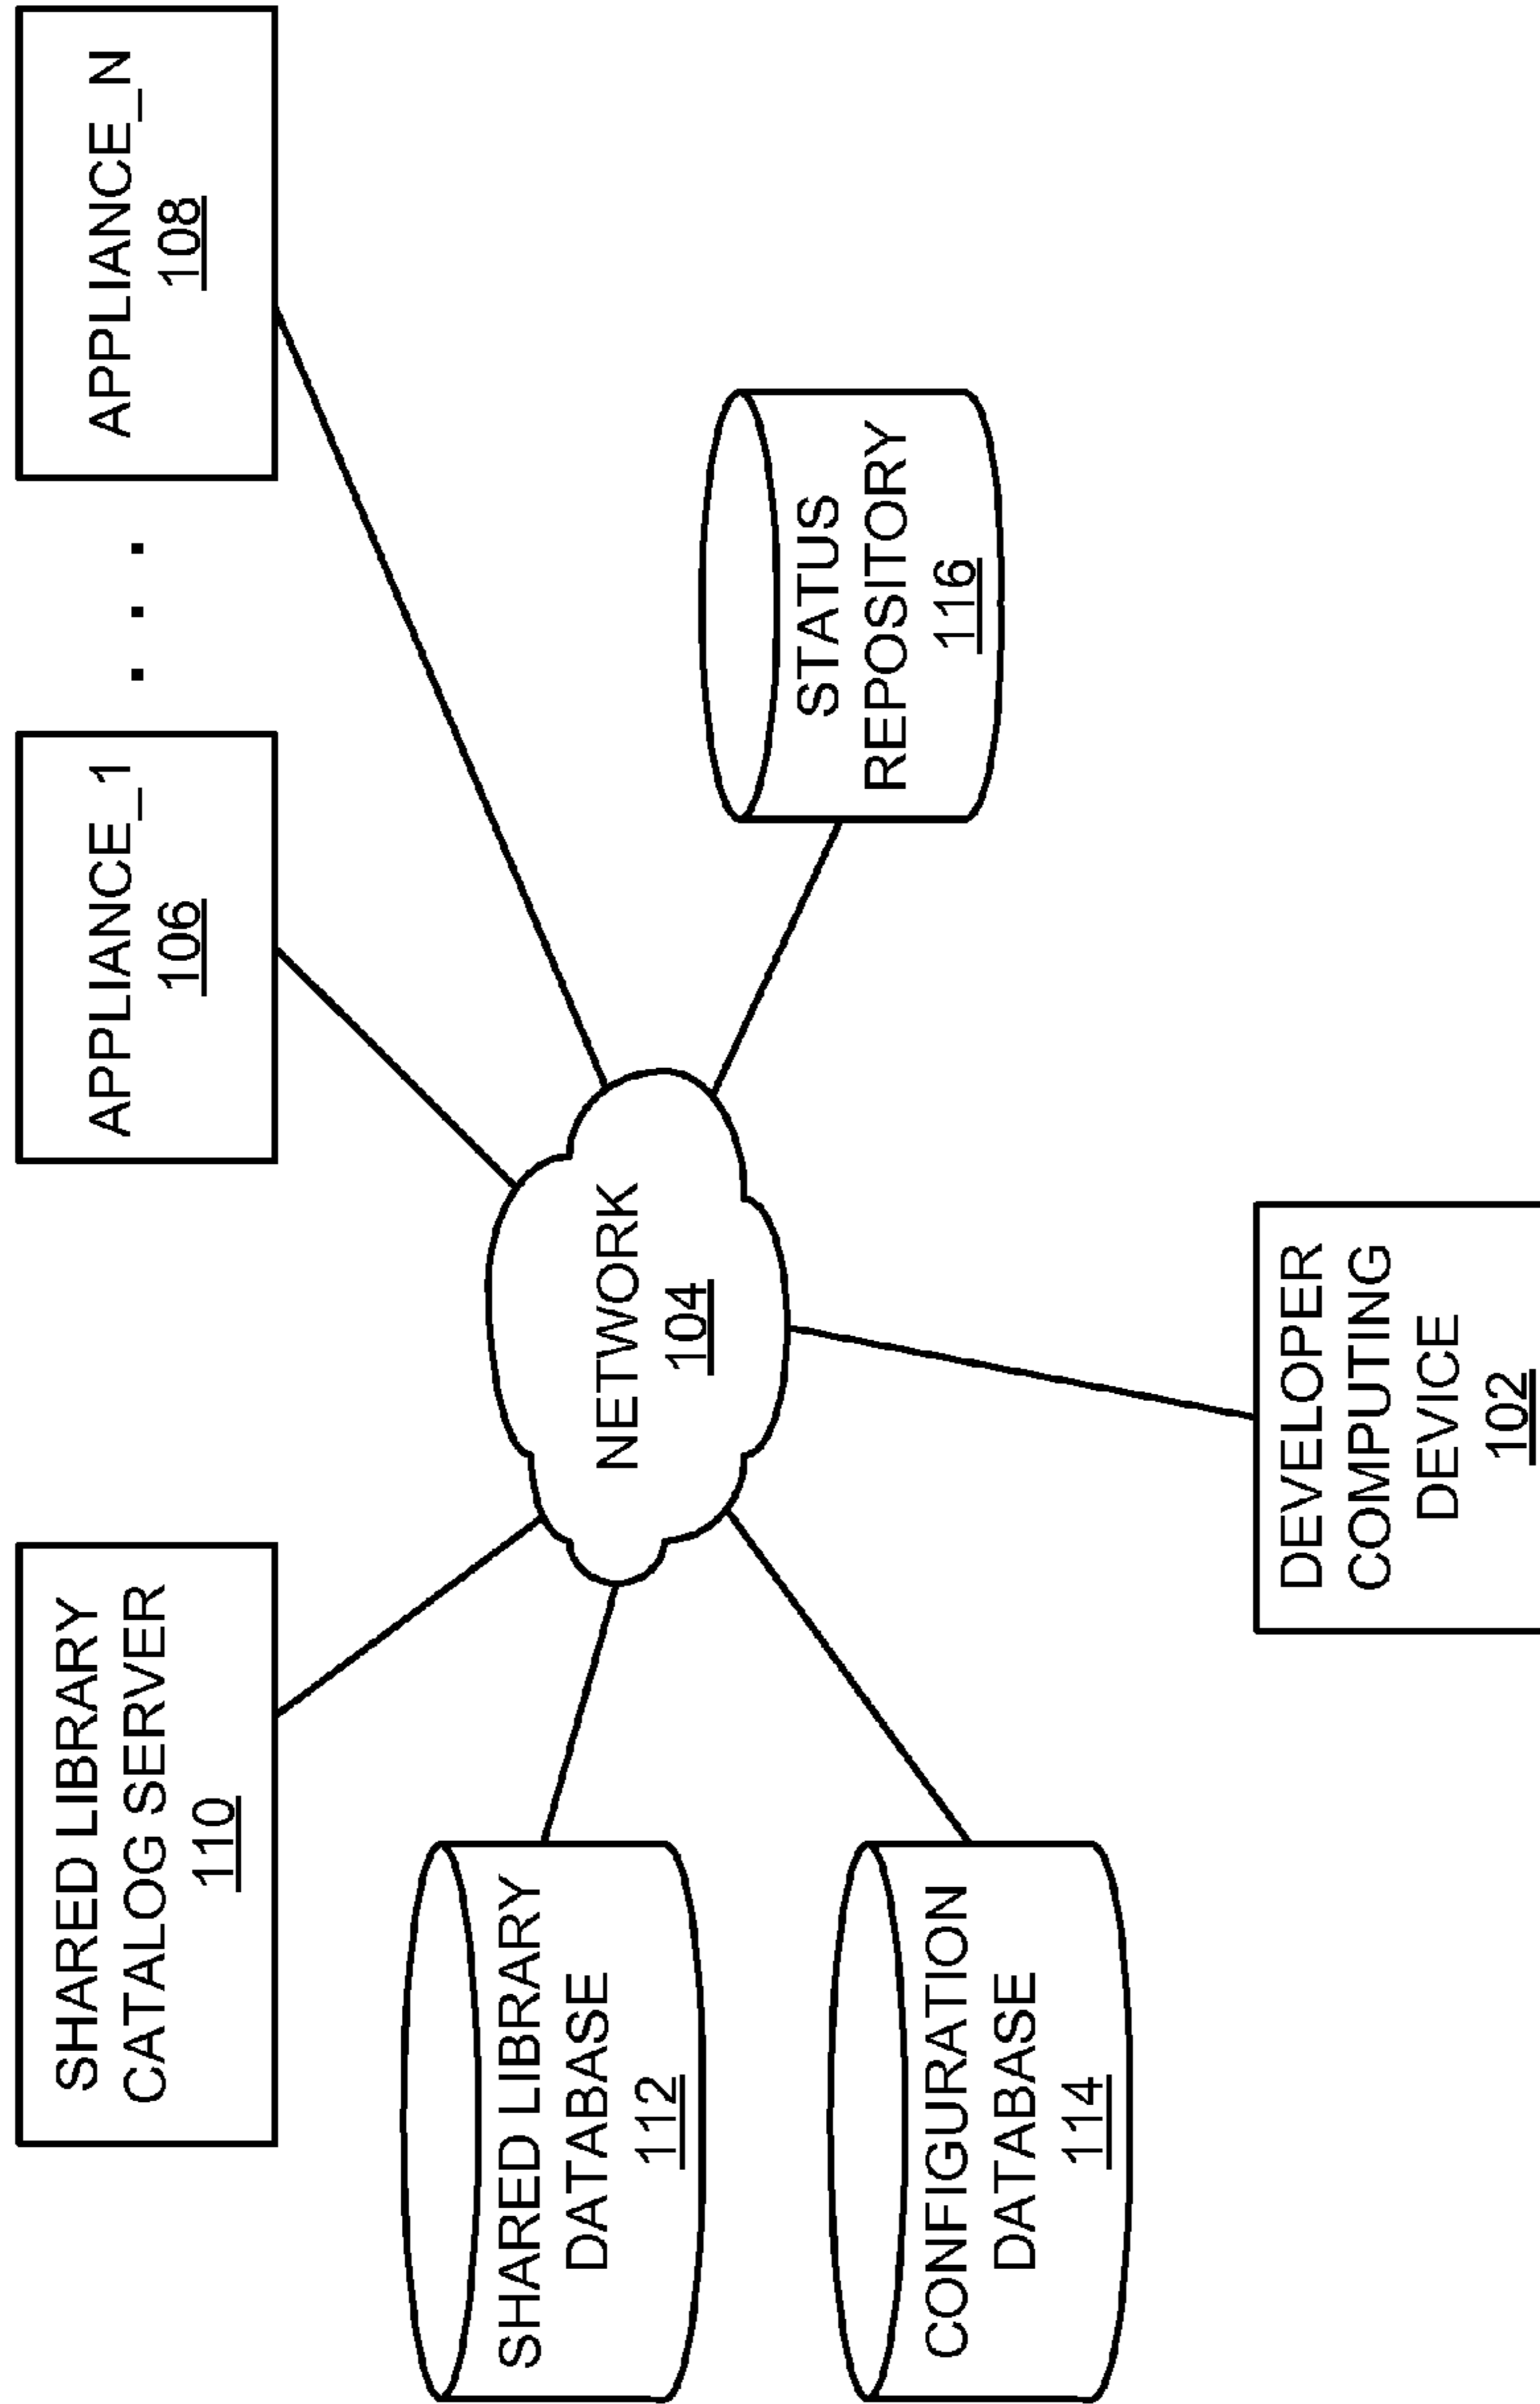 SHARED LIBRARY
CATALOG SERVER
110
APPLIANCE_1
106
. . .
APPLIANCE_N
108
SHARED LIBRARY
DATABASE
112
NETWORK
104
STATUS
REPOSITORY
116
CONFIGURATION
DATABASE
114
DEVELOPER
COMPUTING
DEVICE
102